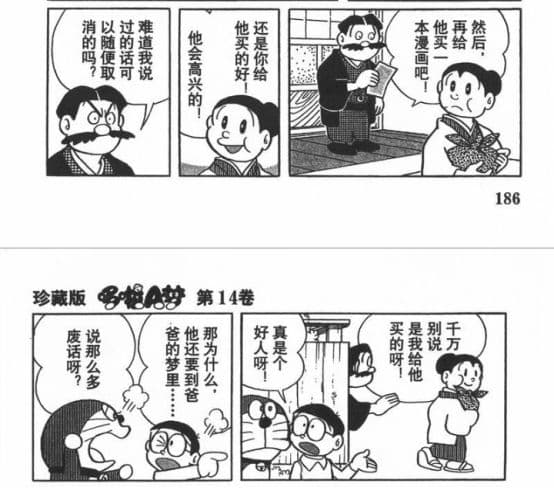 然后，
再给
他买一
本漫画吧！
还是你给
他买的好！
他会高兴的！
难道我说
过的话可
以随便取
消的吗？
186
珍藏版 哆啦A梦 第14卷
千万
别说
是我给他
买的呀！
真是个
好人呀！
那为什么，
他还要到爸
爸的梦里……
说那么多
废话呀？